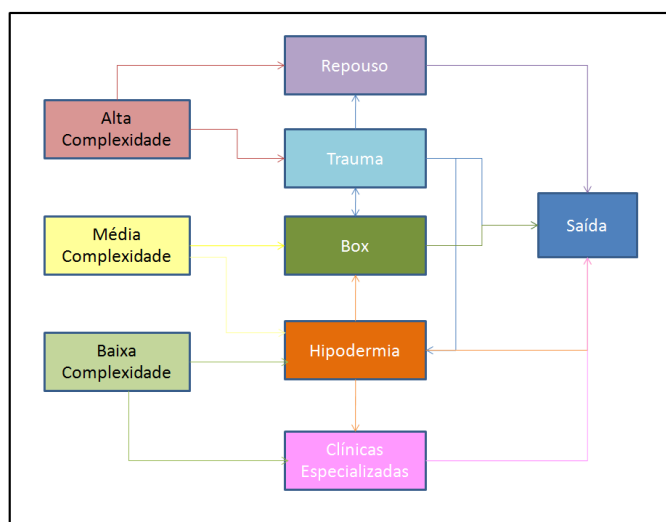 Repouso
Alta
Complexidade
Trauma
Média
Complexidade
Box
Saída
Baixa
Complexidade
Hipodermia
Clínicas
Especializadas